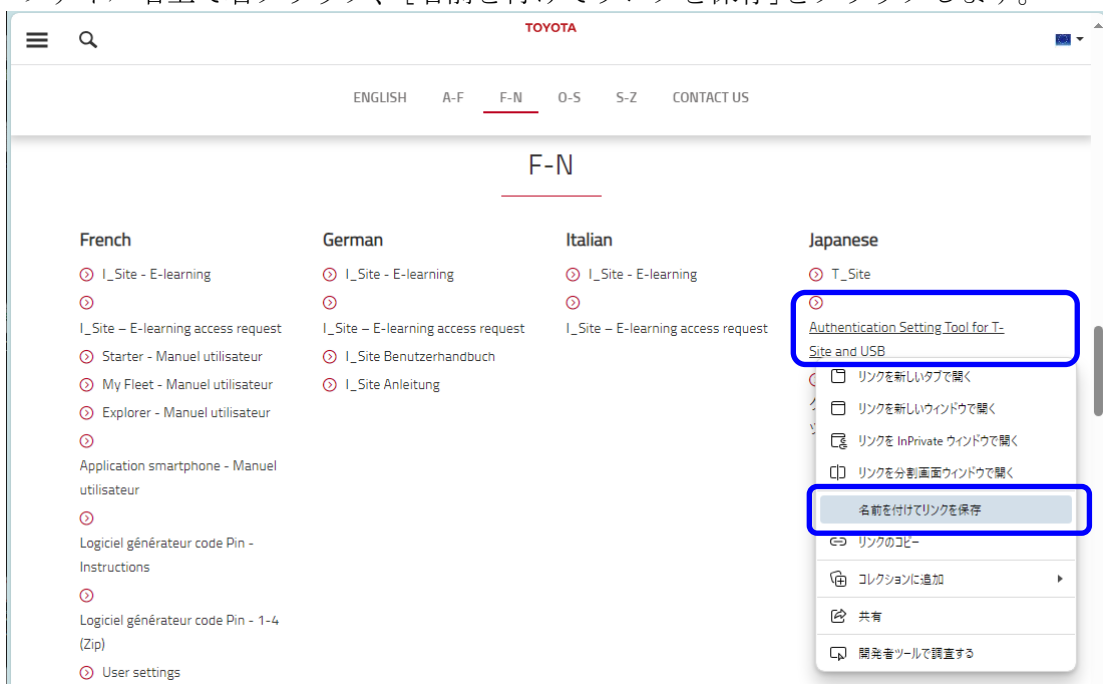 TOYOTA
ENGLISH A-F F-N O-S S-Z CONTACT US
F-N
French
I_Site - E-learning
I_Site – E-learning access request
Starter - Manuel utilisateur
My Fleet - Manuel utilisateur
Explorer - Manuel utilisateur
Application smartphone - Manuel
utilisateur
Logiciel générateur code Pin -
Instructions
Logiciel générateur code Pin - 1-4
(Zip)
User settings
German
I_Site - E-learning
I_Site – E-learning access request
I_Site Benutzerhandbuch
I_Site Anleitung
Italian
I_Site - E-learning
I_Site – E-learning access request
Japanese
T_Site
Authentication Setting Tool for T-
Site and USB
リンクを新しいタブで開く
リンクを新しいウィンドウで開く
リンクを InPrivate ウィンドウで開く
リンクを分割画面ウィンドウで開く
名前を付けてリンクを保存
リンクのコピー
コレクションに追加
共有
開発者ツールで調査する